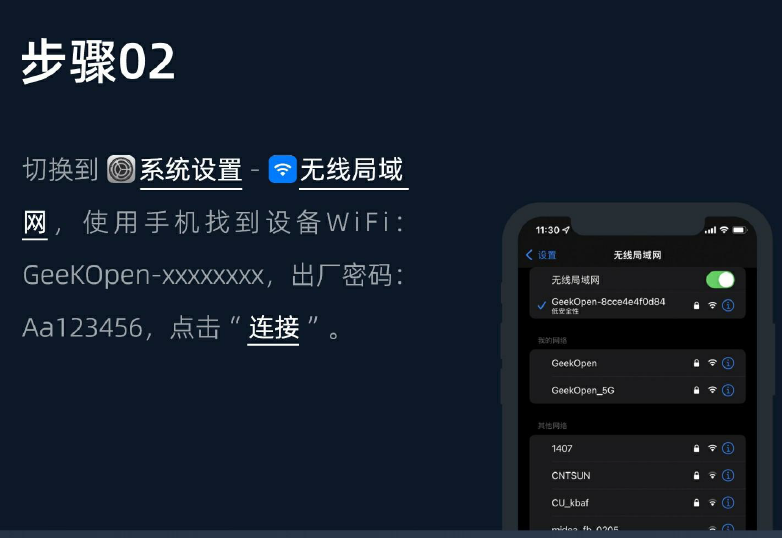 步骤02
切换到 系统设置 - 无线局域
网，使用手机找到设备WiFi：
GeeKOpen-xxxxxxxx，出厂密码：
Aa123456，点击“连接”。
11:30
设置 无线局域网
无线局域网
GeekOpen-8cce4e4f0d84
低安全性
我的网络
GeekOpen
GeekOpen_5G
其他网络
1407
CNTSUN
CU_kbaf
midea_fb_0205